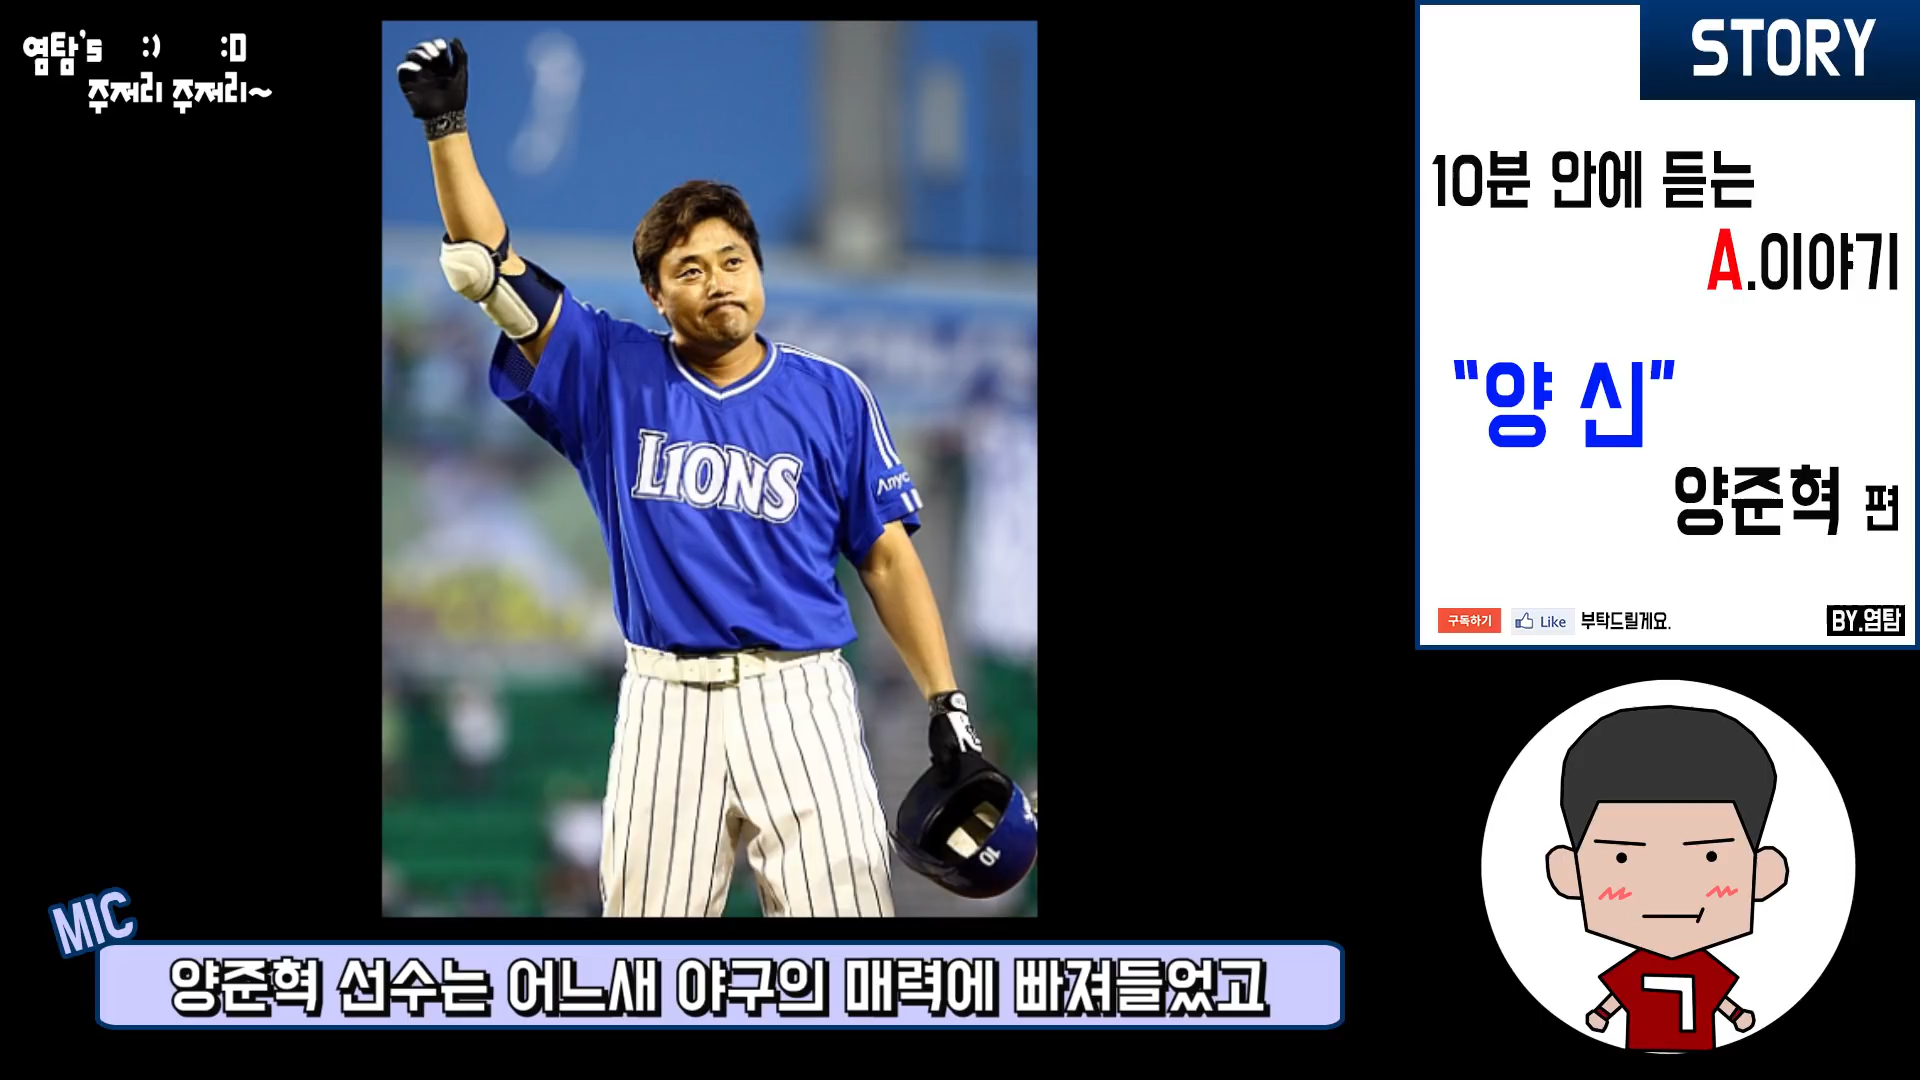 염탐's :) :D
주저리 주저리~
STORY
10분 안에 듣는
A.이야기
"양 신"
양준혁 편
구독하기 Like 부탁드릴게요.
BY.염탐
LIONS
Anyc
10
MIC
양준혁 선수는 어느새 야구의 매력에 빠져들었고
ㄱ